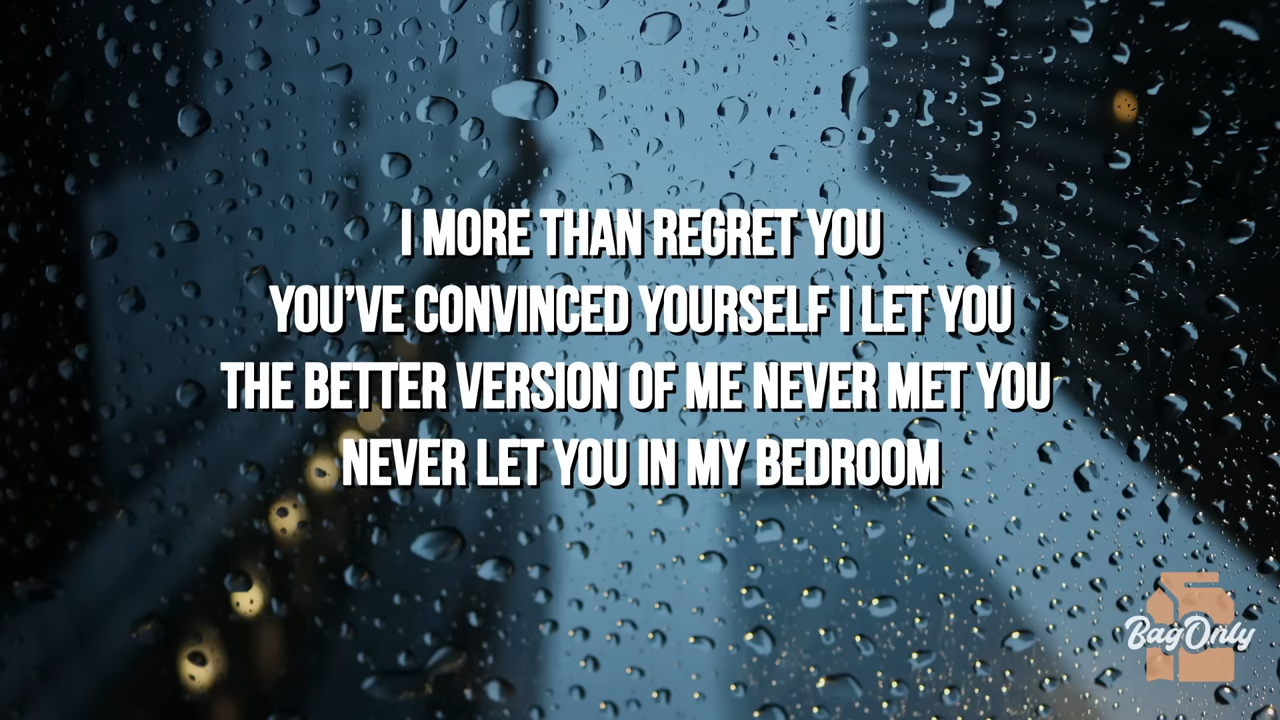 I MORE THAN REGRET YOU
YOU'VE CONVINCED YOURSELF I LET YOU
THE BETTER VERSION OF ME NEVER MET YOU
NEVER LET YOU IN MY BEDROOM
BagOnly